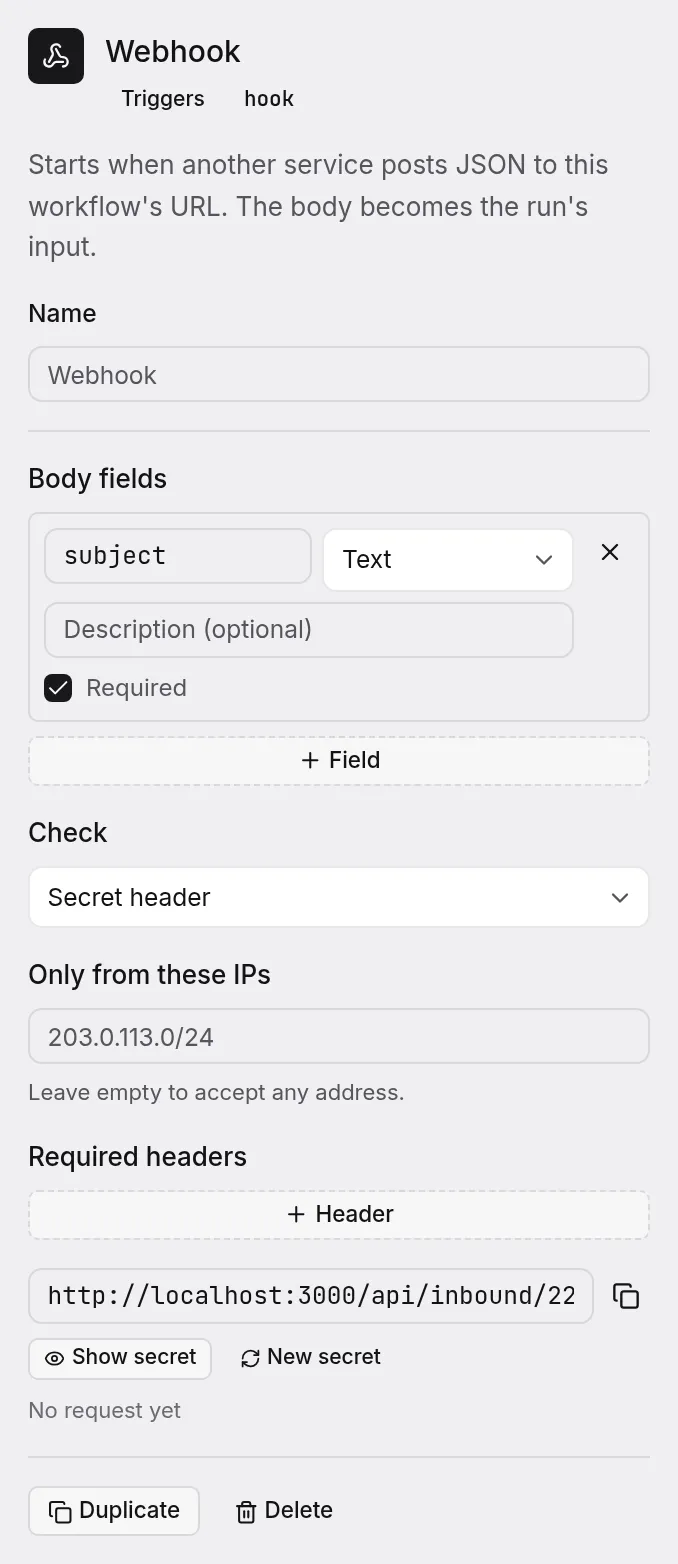 Webhook
Triggers hook
Starts when another service posts JSON to this
workflow's URL. The body becomes the run's
input.
Name
Webhook
Body fields
subject Text
Description (optional)
Required
+ Field
Check
Secret header
Only from these IPs
203.0.113.0/24
Leave empty to accept any address.
Required headers
+ Header
http://localhost:3000/api/inbound/22
Show secret New secret
No request yet
Duplicate Delete